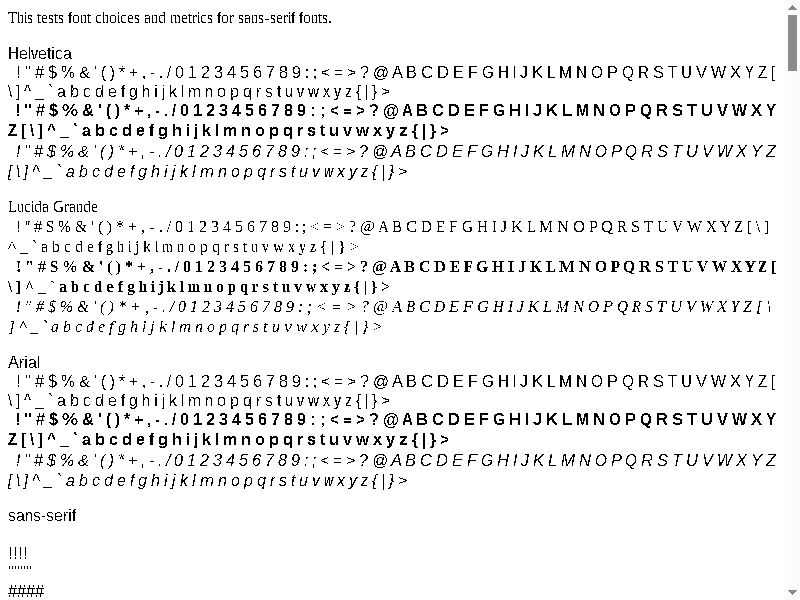 This tests font choices and metrics for sans-serif fonts.
Helvetica
! " # $ % & ' ( ) * + , - . / 0 1 2 3 4 5 6 7 8 9 : ; < = > ? @ A B C D E F G H I J K L M N O P Q R S T U V W X Y Z [
\ ] ^ _ ` a b c d e f g h i j k l m n o p q r s t u v w x y z { | } >
! " # $ % & ' ( ) * + , - . / 0 1 2 3 4 5 6 7 8 9 : ; < = > ? @ A B C D E F G H I J K L M N O P Q R S T U V W X Y
Z [ \ ] ^ _ ` a b c d e f g h i j k l m n o p q r s t u v w x y z { | } >
! " # $ % & ' ( ) * + , - . / 0 1 2 3 4 5 6 7 8 9 : ; < = > ? @ A B C D E F G H I J K L M N O P Q R S T U V W X Y Z
[ \ ] ^ _ ` a b c d e f g h i j k l m n o p q r s t u v w x y z { | } >
Lucida Grande
! " # $ % & ' ( ) * + , - . / 0 1 2 3 4 5 6 7 8 9 : ; < = > ? @ A B C D E F G H I J K L M N O P Q R S T U V W X Y Z [ \ ]
^ _ ` a b c d e f g h i j k l m n o p q r s t u v w x y z { | } >
! " # $ % & ' ( ) * + , - . / 0 1 2 3 4 5 6 7 8 9 : ; < = > ? @ A B C D E F G H I J K L M N O P Q R S T U V W X Y Z [
\ ] ^ _ ` a b c d e f g h i j k l m n o p q r s t u v w x y z { | } >
! " # $ % & ' ( ) * + , - . / 0 1 2 3 4 5 6 7 8 9 : ; < = > ? @ A B C D E F G H I J K L M N O P Q R S T U V W X Y Z [ \
] ^ _ ` a b c d e f g h i j k l m n o p q r s t u v w x y z { | } >
Arial
! " # $ % & ' ( ) * + , - . / 0 1 2 3 4 5 6 7 8 9 : ; < = > ? @ A B C D E F G H I J K L M N O P Q R S T U V W X Y Z [
\ ] ^ _ ` a b c d e f g h i j k l m n o p q r s t u v w x y z { | } >
! " # $ % & ' ( ) * + , - . / 0 1 2 3 4 5 6 7 8 9 : ; < = > ? @ A B C D E F G H I J K L M N O P Q R S T U V W X Y
Z [ \ ] ^ _ ` a b c d e f g h i j k l m n o p q r s t u v w x y z { | } >
! " # $ % & ' ( ) * + , - . / 0 1 2 3 4 5 6 7 8 9 : ; < = > ? @ A B C D E F G H I J K L M N O P Q R S T U V W X Y Z
[ \ ] ^ _ ` a b c d e f g h i j k l m n o p q r s t u v w x y z { | } >
sans-serif
!!!!
""""
####